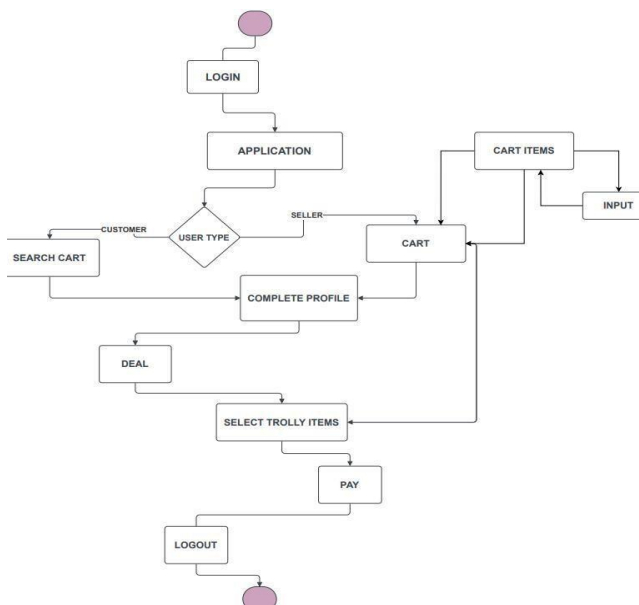 LOGIN
APPLICATION
CART ITEMS
INPUT
SELLER
CUSTOMER
USER TYPE
CART
SEARCH CART
COMPLETE PROFILE
DEAL
SELECT TROLLY ITEMS
PAY
LOGOUT